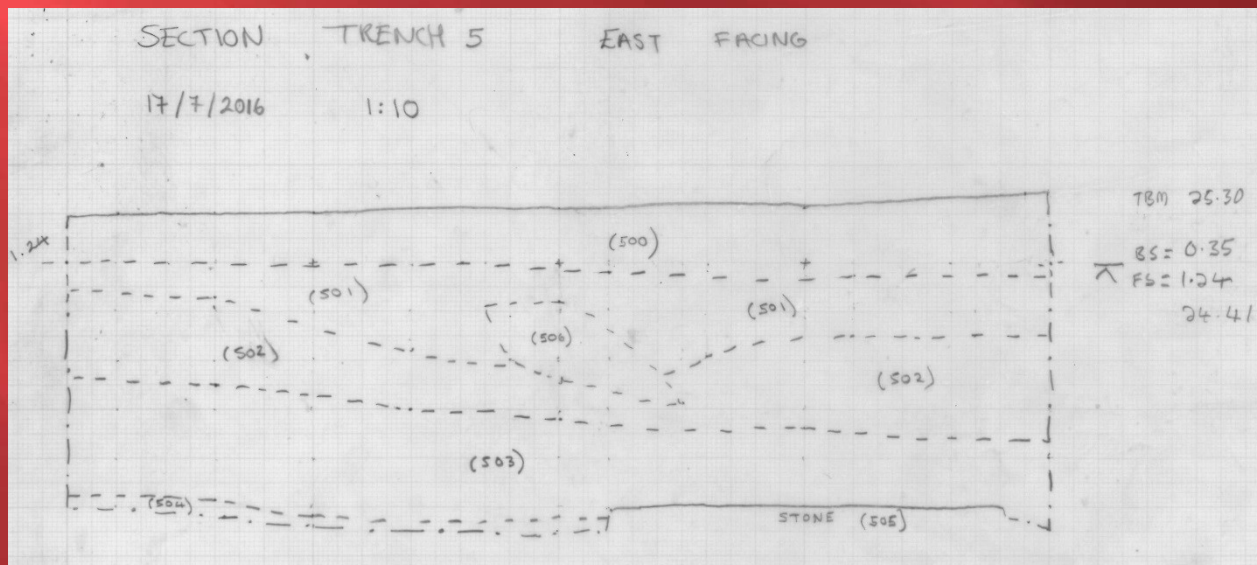 SECTION TRENCH 5 EAST FACING
17/7/2016 1:10
TBM 25.30
1.24
(500)
BS = 0.35
FS = 1.24
24.41
(501)
(501)
(506)
(502)
(502)
(503)
(504)
STONE (505)